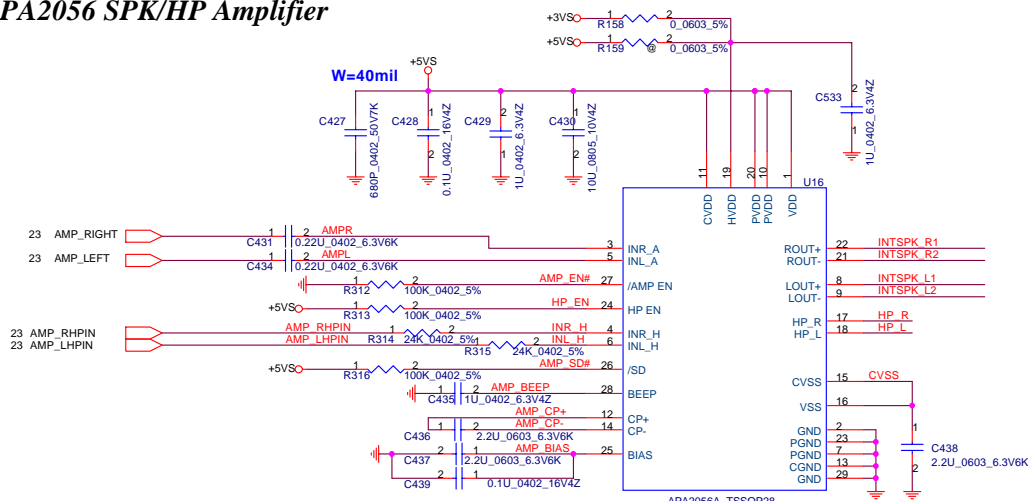 PA2056 SPK/HP Amplifier
+3VS 1 2
R158 0_0603_5%
+5VS 1 2
R159 @ 0_0603_5%
+5VS
W=40mil
C427
680P_0402_50V7K
C428 1 2
0.1U_0402_16V4Z
C429 2 1
1U_0402_6.3V4Z
C430 1 2
10U_0805_10V4Z
C533 2 1
1U_0402_6.3V4Z
11 19 20 10 1
U16
CVDD HVDD PVDD PVDD VDD
23 AMP_RIGHT 1 2 AMPR 3 INR_A
C431 0.22U_0402_6.3V6K
23 AMP_LEFT 1 2 AMPL 5 INL_A
C434 0.22U_0402_6.3V6K
1 2 AMP_EN# 27 /AMP EN
R312 100K_0402_5%
+5VS 1 2 HP_EN 24 HP EN
R313 100K_0402_5%
23 AMP_RHPIN AMP_RHPIN 1 2 INR_H 4 INR_H
R314 24K_0402_5%
23 AMP_LHPIN AMP_LHPIN 1 2 INL_H 6 INL_H
R315 24K_0402_5%
+5VS 1 2 AMP_SD# 26 /SD
R316 100K_0402_5%
1 2 AMP_BEEP 28 BEEP
C435 1U_0402_6.3V4Z
AMP_CP+ 12 CP+
1 2 AMP_CP- 14 CP-
C436 2.2U_0603_6.3V6K
2 1 AMP_BIAS 25 BIAS
C437 2.2U_0603_6.3V6K
2 1
C439 0.1U_0402_16V4Z
ROUT+ 22 INTSPK_R1
ROUT- 21 INTSPK_R2
LOUT+ 8 INTSPK_L1
LOUT- 9 INTSPK_L2
HP_R 17 HP_R
HP_L 18 HP_L
CVSS 15 CVSS
VSS 16
GND 2
PGND 23
PGND 7
CGND 13
GND 29
1 C438
2 2.2U_0603_6.3V6K
APA2056A_TSSOP28